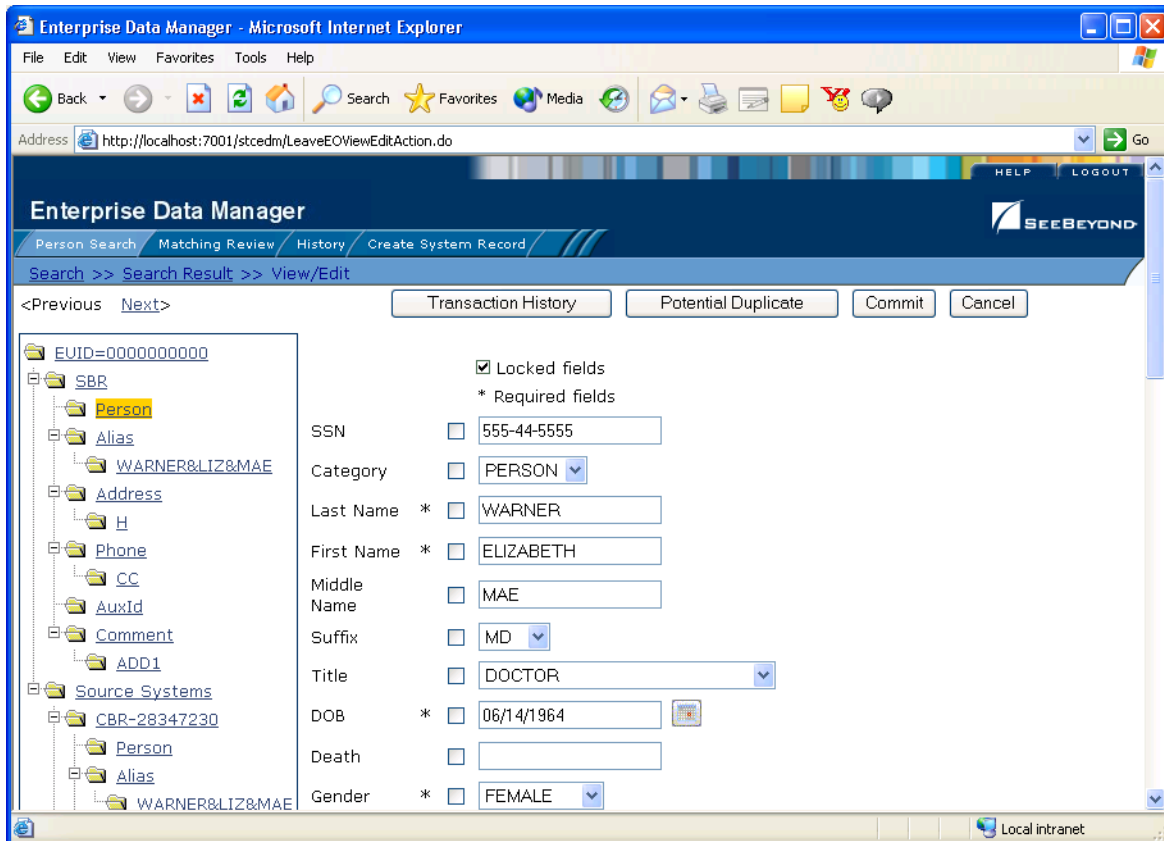 Enterprise Data Manager - Microsoft Internet Explorer
File Edit View Favorites Tools Help
Back Search Favorites Media
Address http://localhost:7001/stcedm/LeaveEOViewEditAction.do Go
HELP LOGOUT
Enterprise Data Manager
SEEBEYOND
Person Search Matching Review History Create System Record
Search >> Search Result >> View/Edit
<Previous Next> Transaction History Potential Duplicate Commit Cancel
EUID=0000000000
SBR
Person
Alias
WARNER&LIZ&MAE
Address
H
Phone
CC
AuxId
Comment
ADD1
Source Systems
CBR-28347230
Person
Alias
WARNER&LIZ&MAE
Locked fields
* Required fields
SSN 555-44-5555
Category PERSON
Last Name * WARNER
First Name * ELIZABETH
Middle Name MAE
Suffix MD
Title DOCTOR
DOB * 06/14/1964
Death
Gender * FEMALE
Local intranet